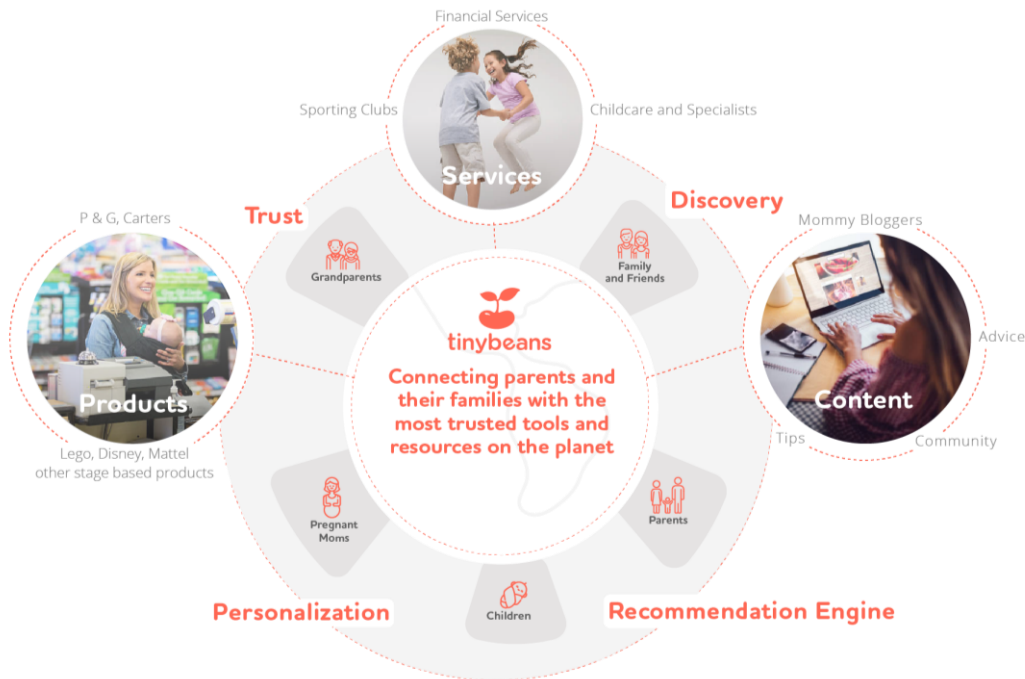 Financial Services
Sporting Clubs
Childcare and Specialists
Services
Trust
Discovery
P & G, Carters
Products
Lego, Disney, Mattel
other stage based products
Grandparents
Family
and Friends
Mommy Bloggers
Content
Advice
Tips
Community
tinybeans
Connecting parents and
their families with the
most trusted tools and
resources on the planet
Pregnant
Moms
Parents
Children
Personalization
Recommendation Engine